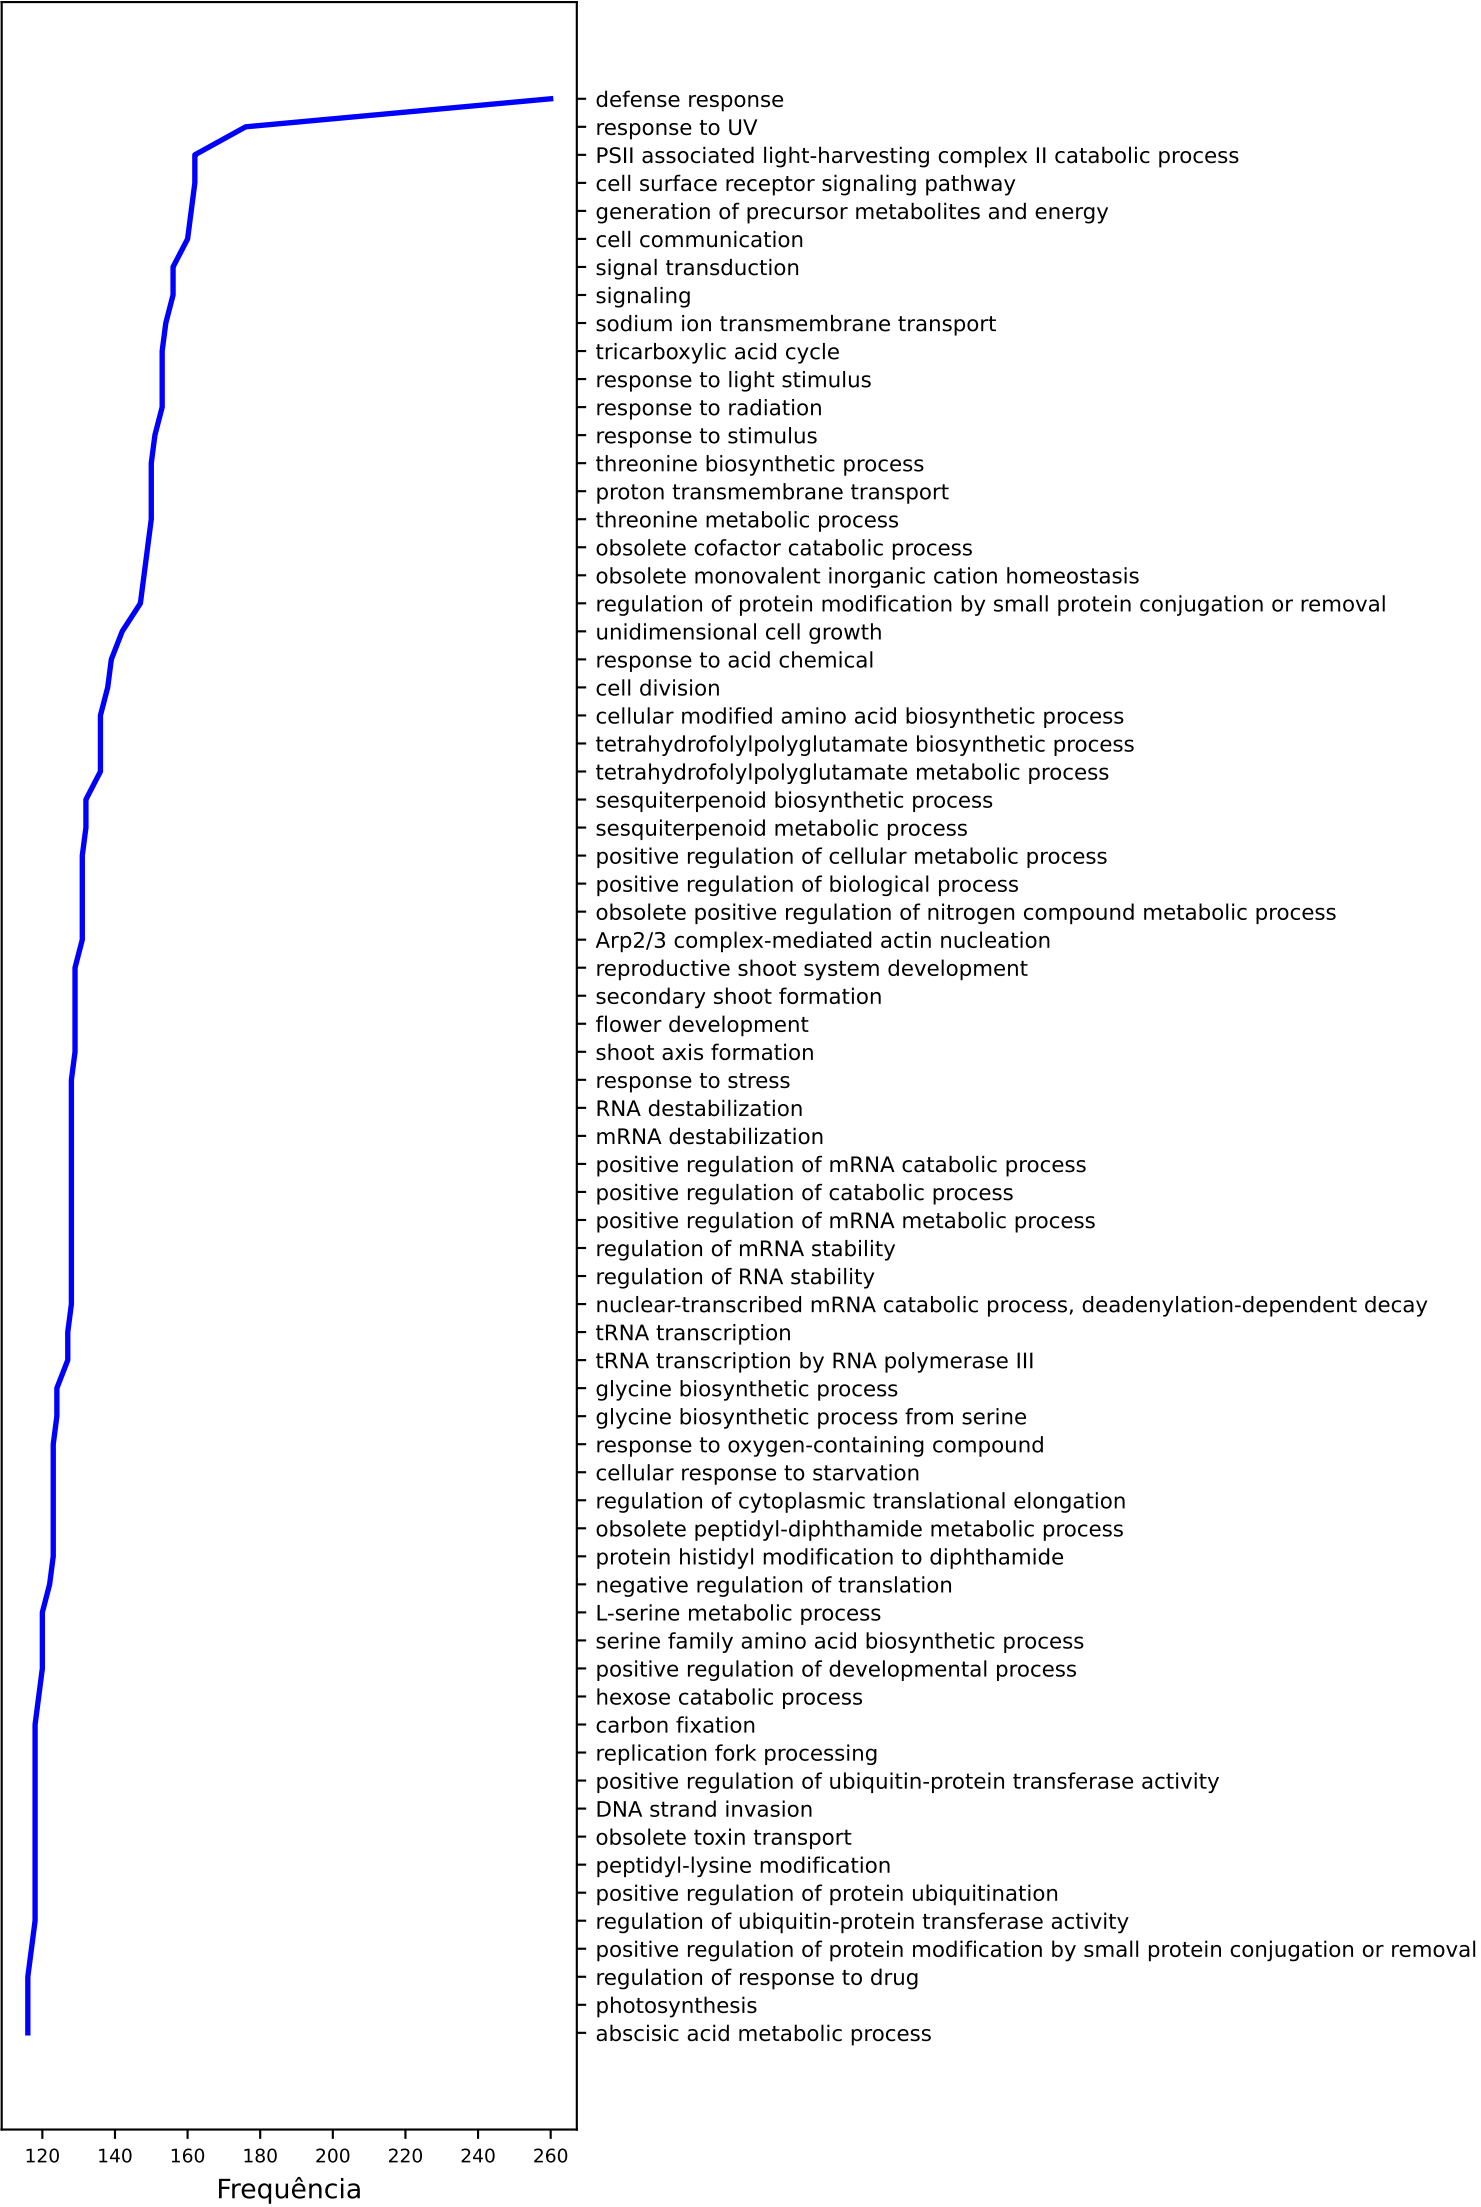 defense response
response to UV
PSII associated light-harvesting complex II catabolic process
cell surface receptor signaling pathway
generation of precursor metabolites and energy
cell communication
signal transduction
signaling
sodium ion transmembrane transport
tricarboxylic acid cycle
response to light stimulus
response to radiation
response to stimulus
threonine biosynthetic process
proton transmembrane transport
threonine metabolic process
obsolete cofactor catabolic process
obsolete monovalent inorganic cation homeostasis
regulation of protein modification by small protein conjugation or removal
unidimensional cell growth
response to acid chemical
cell division
cellular modified amino acid biosynthetic process
tetrahydrofolylpolyglutamate biosynthetic process
tetrahydrofolylpolyglutamate metabolic process
sesquiterpenoid biosynthetic process
sesquiterpenoid metabolic process
positive regulation of cellular metabolic process
positive regulation of biological process
obsolete positive regulation of nitrogen compound metabolic process
Arp2/3 complex-mediated actin nucleation
reproductive shoot system development
secondary shoot formation
flower development
shoot axis formation
response to stress
RNA destabilization
mRNA destabilization
positive regulation of mRNA catabolic process
positive regulation of catabolic process
positive regulation of mRNA metabolic process
regulation of mRNA stability
regulation of RNA stability
nuclear-transcribed mRNA catabolic process, deadenylation-dependent decay
tRNA transcription
tRNA transcription by RNA polymerase III
glycine biosynthetic process
glycine biosynthetic process from serine
response to oxygen-containing compound
cellular response to starvation
regulation of cytoplasmic translational elongation
obsolete peptidyl-diphthamide metabolic process
protein histidyl modification to diphthamide
negative regulation of translation
L-serine metabolic process
serine family amino acid biosynthetic process
positive regulation of developmental process
hexose catabolic process
carbon fixation
replication fork processing
positive regulation of ubiquitin-protein transferase activity
DNA strand invasion
obsolete toxin transport
peptidyl-lysine modification
positive regulation of protein ubiquitination
regulation of ubiquitin-protein transferase activity
positive regulation of protein modification by small protein conjugation or removal
regulation of response to drug
photosynthesis
abscisic acid metabolic process
120 140 160 180 200 220 240 260
Frequência